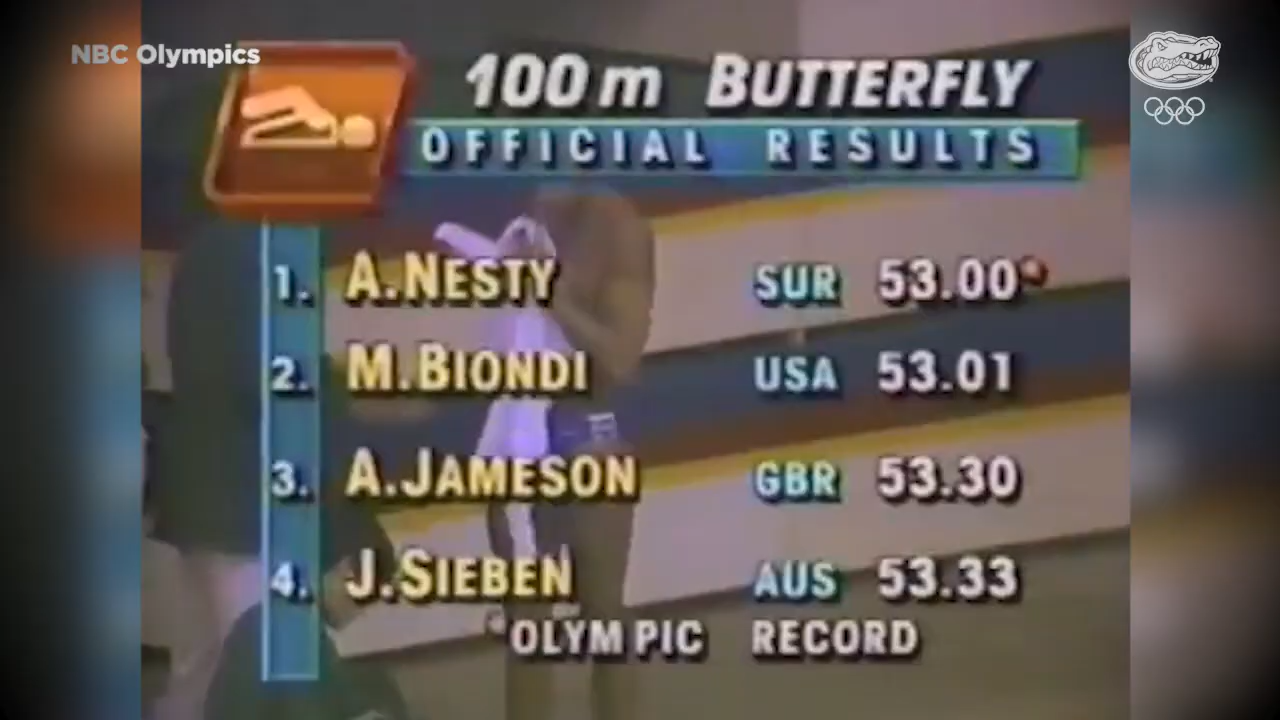 NBC Olympics
100 m BUTTERFLY
OFFICIAL RESULTS
1. A.NESTY SUR 53.00
2. M.BIONDI USA 53.01
3. A.JAMESON GBR 53.30
4. J.SIEBEN AUS 53.33
OLYMPIC RECORD